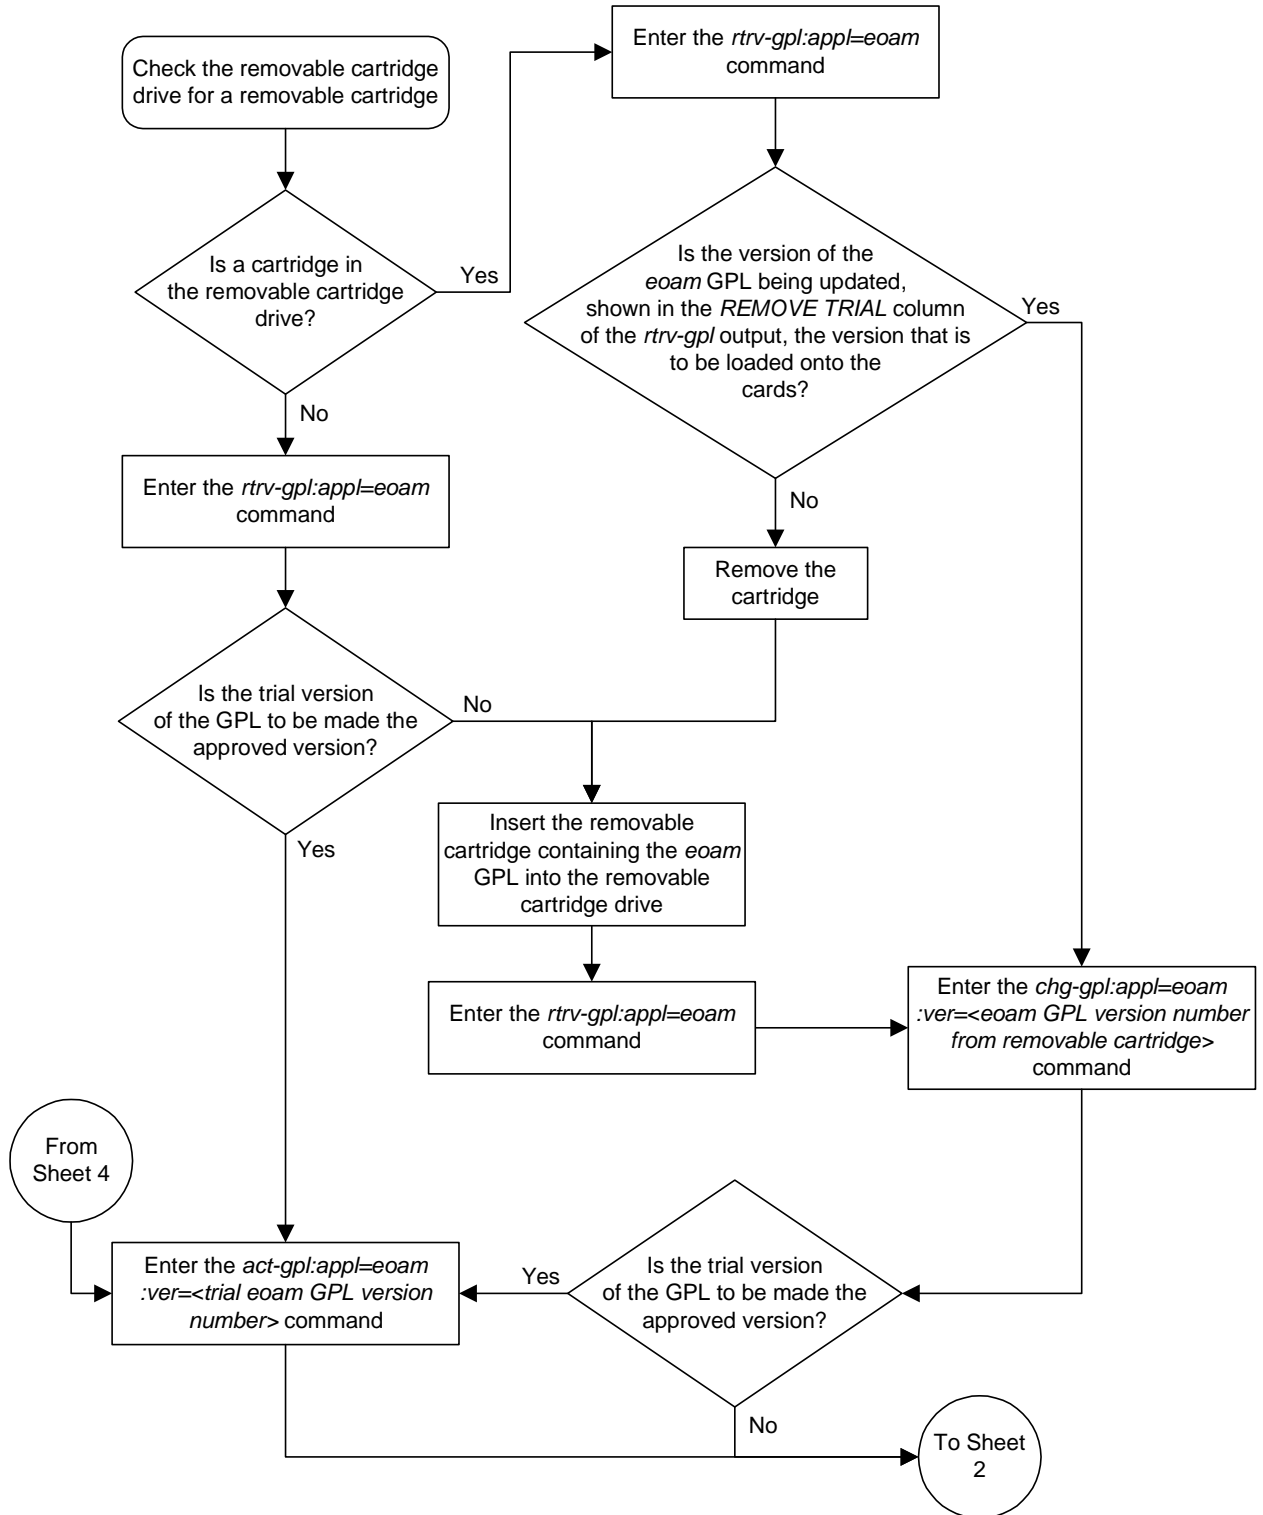 Check the removable cartridge
drive for a removable cartridge
Enter the rtrv-gpl:appl=eoam
command
Is a cartridge in
the removable cartridge
drive?
Yes
No
Is the version of the
eoam GPL being updated,
shown in the REMOVE TRIAL column
of the rtrv-gpl output, the version that is
to be loaded onto the
cards?
Yes
No
Enter the rtrv-gpl:appl=eoam
command
Remove the
cartridge
Is the trial version
of the GPL to be made the
approved version?
No
Yes
Insert the removable
cartridge containing the eoam
GPL into the removable
cartridge drive
Enter the rtrv-gpl:appl=eoam
command
Enter the chg-gpl:appl=eoam
:ver=<eoam GPL version number
from removable cartridge>
command
From
Sheet 4
Enter the act-gpl:appl=eoam
:ver=<trial eoam GPL version
number> command
Yes
Is the trial version
of the GPL to be made the
approved version?
No
To Sheet
2